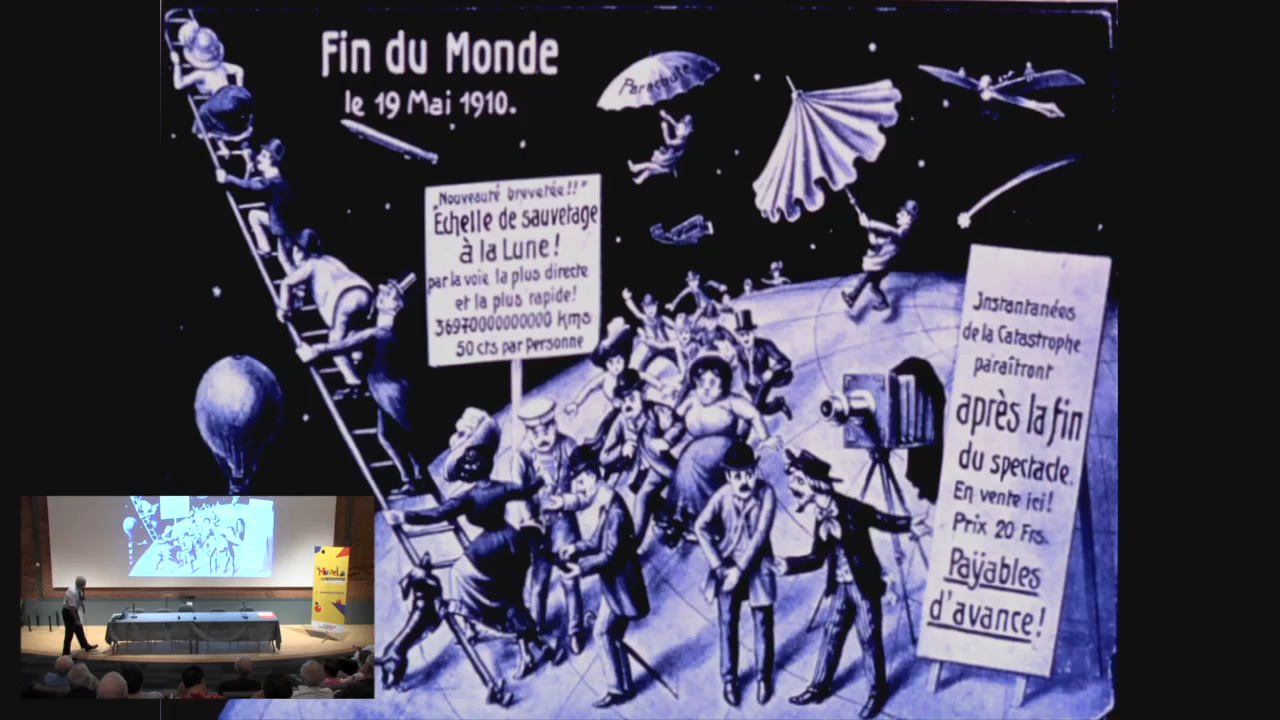 Fin du Monde
le 19 Mai 1910.
Parachute
„Nouveauté brevetée!!"
Echelle de sauvetage
à la Lune!
par la voie la plus directe
et la plus rapide!
36970000000000 Kms
50 cts par Personne
Jnstantanées
de la Catastrophe
paraîtront
après la fin
du spectacle.
En vente ici!
Prix 20 Frs.
Payables
d'avance!